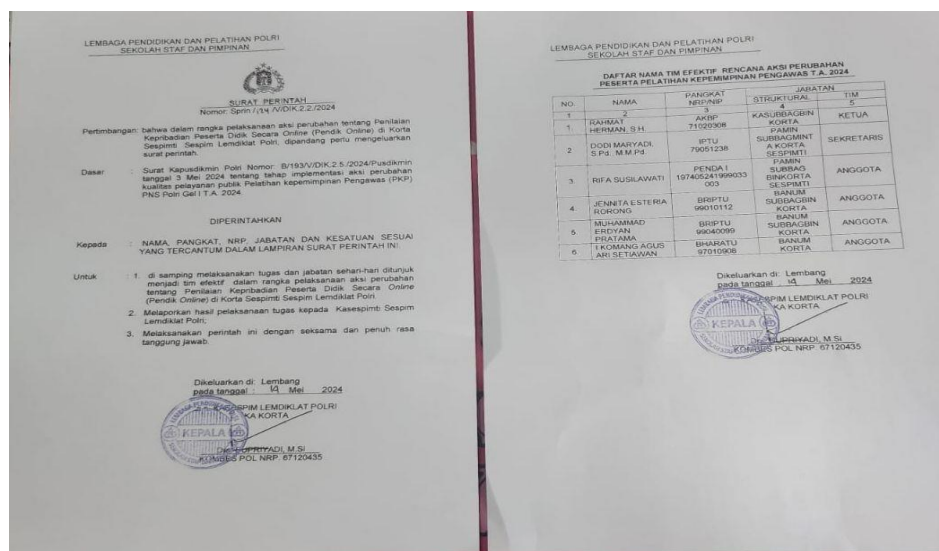 LEMBAGA PENDIDIKAN DAN PELATIHAN POLRI
SEKOLAH STAF DAN PIMPINAN
SURAT PERINTAH
Nomor: Sprin / /V/DIK.2.2./2024
Pertimbangan: bahwa dalam rangka pelaksanaan aksi perubahan tentang Penilaian
Kepribadian Peserta Didik Secara Online (Pendik Online) di Korta
Sespimti Sespim Lemdiklat Polri, dipandang perlu mengeluarkan
surat perintah.
Dasar : Surat Kapusdikmin Polri Nomor: B/193/V/DIK.2.5./2024/Pusdikmin
tanggal 3 Mei 2024 tentang tahap implementasi aksi perubahan
kualitas pelayanan publik Pelatihan kepemimpinan Pengawas (PKP)
PNS Polri Gel I T.A. 2024.
DIPERINTAHKAN
Kepada : NAMA, PANGKAT, NRP, JABATAN DAN KESATUAN SESUAI
YANG TERCANTUM DALAM LAMPIRAN SURAT PERINTAH INI.
Untuk : 1. di samping melaksanakan tugas dan jabatan sehari-hari ditunjuk
menjadi tim efektif dalam rangka pelaksanaan aksi perubahan
tentang Penilaian Kepribadian Peserta Didik Secara Online
(Pendik Online) di Korta Sespimti Sespim Lemdiklat Polri.
2. Melaporkan hasil pelaksanaan tugas kepada Kasespimti Sespim
Lemdiklat Polri;
3. Melaksanakan perintah ini dengan seksama dan penuh rasa
tanggung jawab.
Dikeluarkan di: Lembang
pada tanggal : 14 Mei 2024
KASESPIM LEMDIKLAT POLRI
KA KORTA
KEPALA
SUPRIYADI, M.Si
KOMBES POL NRP. 67120435
LEMBAGA PENDIDIKAN DAN PELATIHAN POLRI
SEKOLAH STAF DAN PIMPINAN
DAFTAR NAMA TIM EFEKTIF RENCANA AKSI PERUBAHAN
PESERTA PELATIHAN KEPEMIMPINAN PENGAWAS T.A. 2024
NO. NAMA PANGKAT NRP/NIP JABATAN STRUKTURAL TIM
1 2 3 4 5
1. RAHMAT HERMAN, S.H. AKBP 71020308 KASUBBAGBIN KORTA KETUA
2 DODI MARYADI, S.Pd., M.M.Pd. IPTU 79051238 PAMIN SUBBAGMINT A KORTA SESPIMTI SEKRETARIS
3. RIFA SUSILAWATI PENDA I 197405241999033 003 PAMIN SUBBAG BINKORTA SESPIMTI ANGGOTA
4 JENNITA ESTERIA RORONG BRIPTU 99010112 BANUM SUBBAGBIN KORTA ANGGOTA
5 MUHAMMAD ERDYAN PRATAMA BRIPTU 99040099 BANUM SUBBAGBIN KORTA ANGGOTA
6 I KOMANG AGUS ARI SETIAWAN BHARATU 97010908 BANUM KORTA ANGGOTA
Dikeluarkan di: Lembang
pada tanggal Mei 2024
SESPIM LEMDIKLAT POLRI
KA KORTA
KEPALA
SUPRIYADI, M.Si
KOMBES POL NRP. 67120435